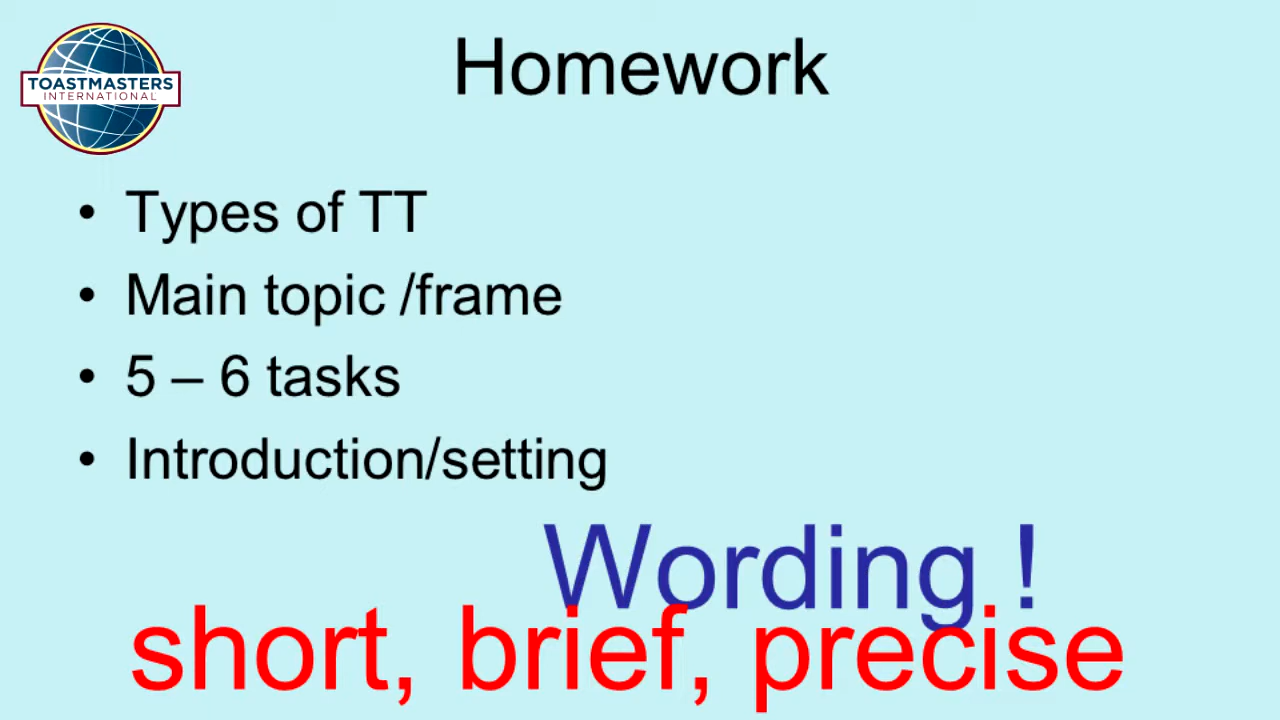 TOASTMASTERS
INTERNATIONAL
Homework
• Types of TT
• Main topic /frame
• 5 – 6 tasks
• Introduction/setting
Wording !
short, brief, precise